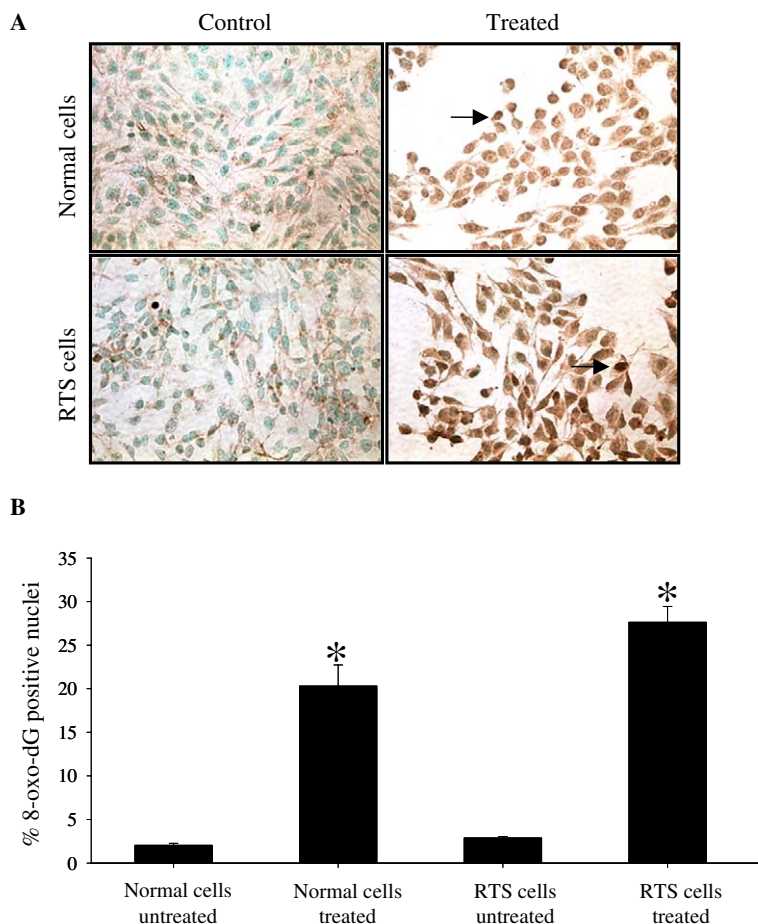 A
Control
Treated
Normal cells
RTS cells
B
% 8-oxo-dG positive nuclei
35
30
25
20
15
10
5
0
*
*
Normal cells
untreated
Normal cells
treated
RTS cells
untreated
RTS cells
treated